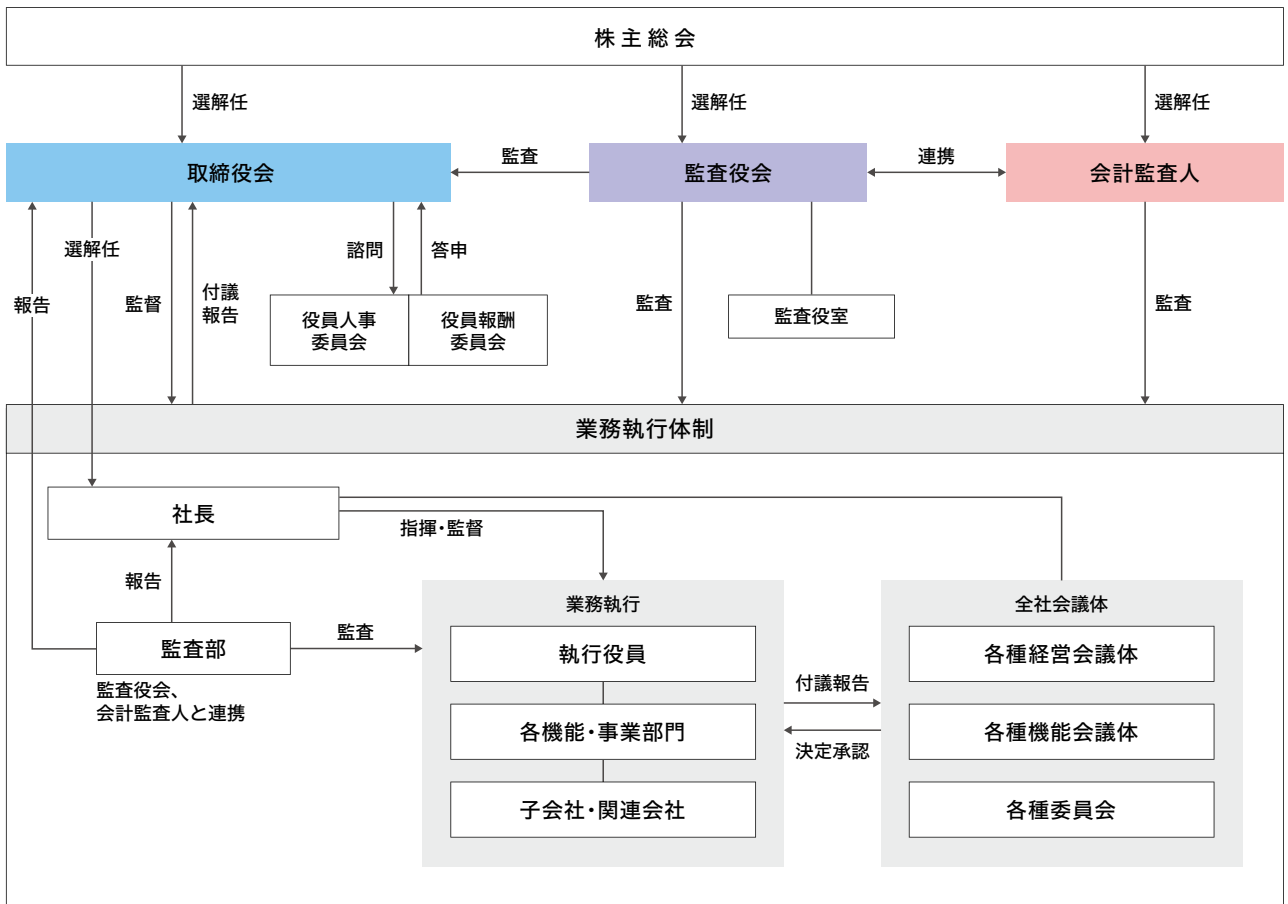 株主総会
選解任
選解任
選解任
取締役会
監査
監査役会
連携
会計監査人
報告
選解任
監督
付議
報告
諮問
答申
役員人事
委員会
役員報酬
委員会
監査
監査役室
監査
業務執行体制
社長
指揮・監督
報告
監査部
監査役会、
会計監査人と連携
監査
業務執行
執行役員
各機能・事業部門
子会社・関連会社
付議報告
決定承認
全社会議体
各種経営会議体
各種機能会議体
各種委員会